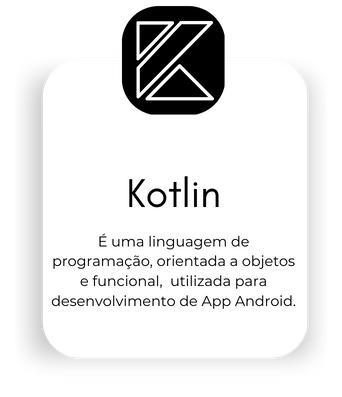 Kotlin
É uma linguagem de
programação, orientada a objetos
e funcional, utilizada para
desenvolvimento de App Android.